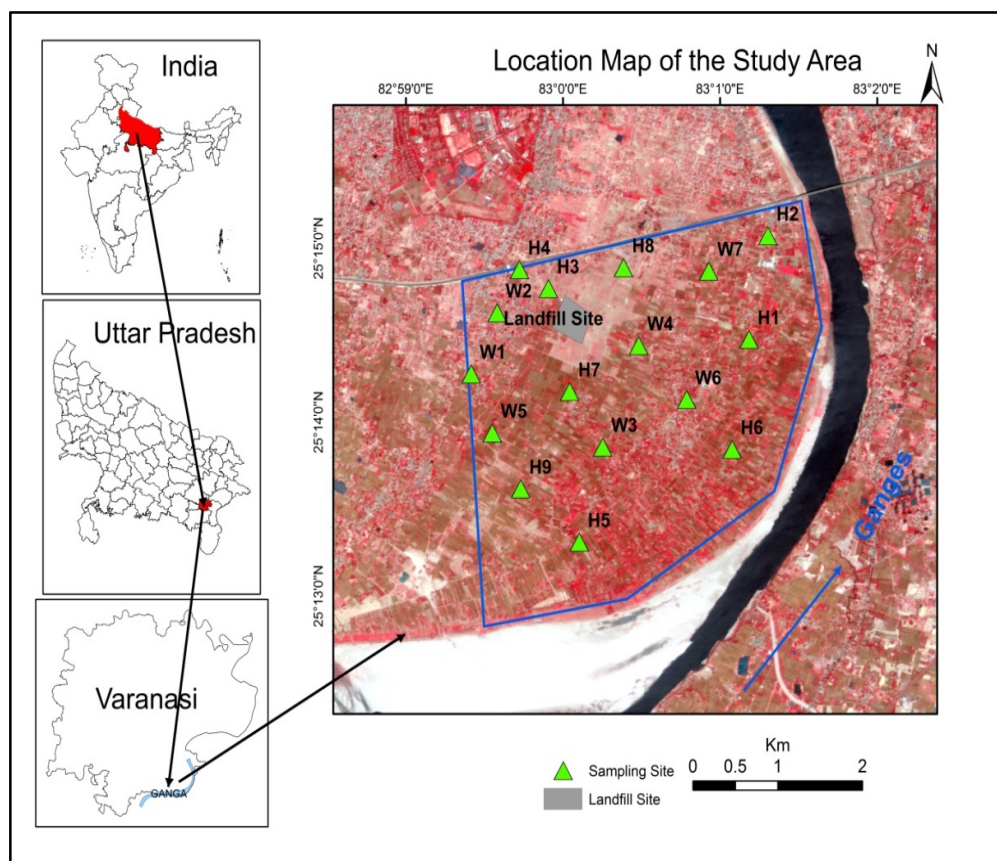 India
Uttar Pradesh
Varanasi
GANGA
Location Map of the Study Area
N
82°59'0"E 83°0'0"E 83°1'0"E 83°2'0"E
25°15'0"N
25°14'0"N
25°13'0"N
H2
H4
H8
W7
H3
W2
Landfill Site
W4
H1
W1
H7
W6
W5
W3
H6
H9
H5
Ganges
Sampling Site
Landfill Site
Km
0 0.5 1 2